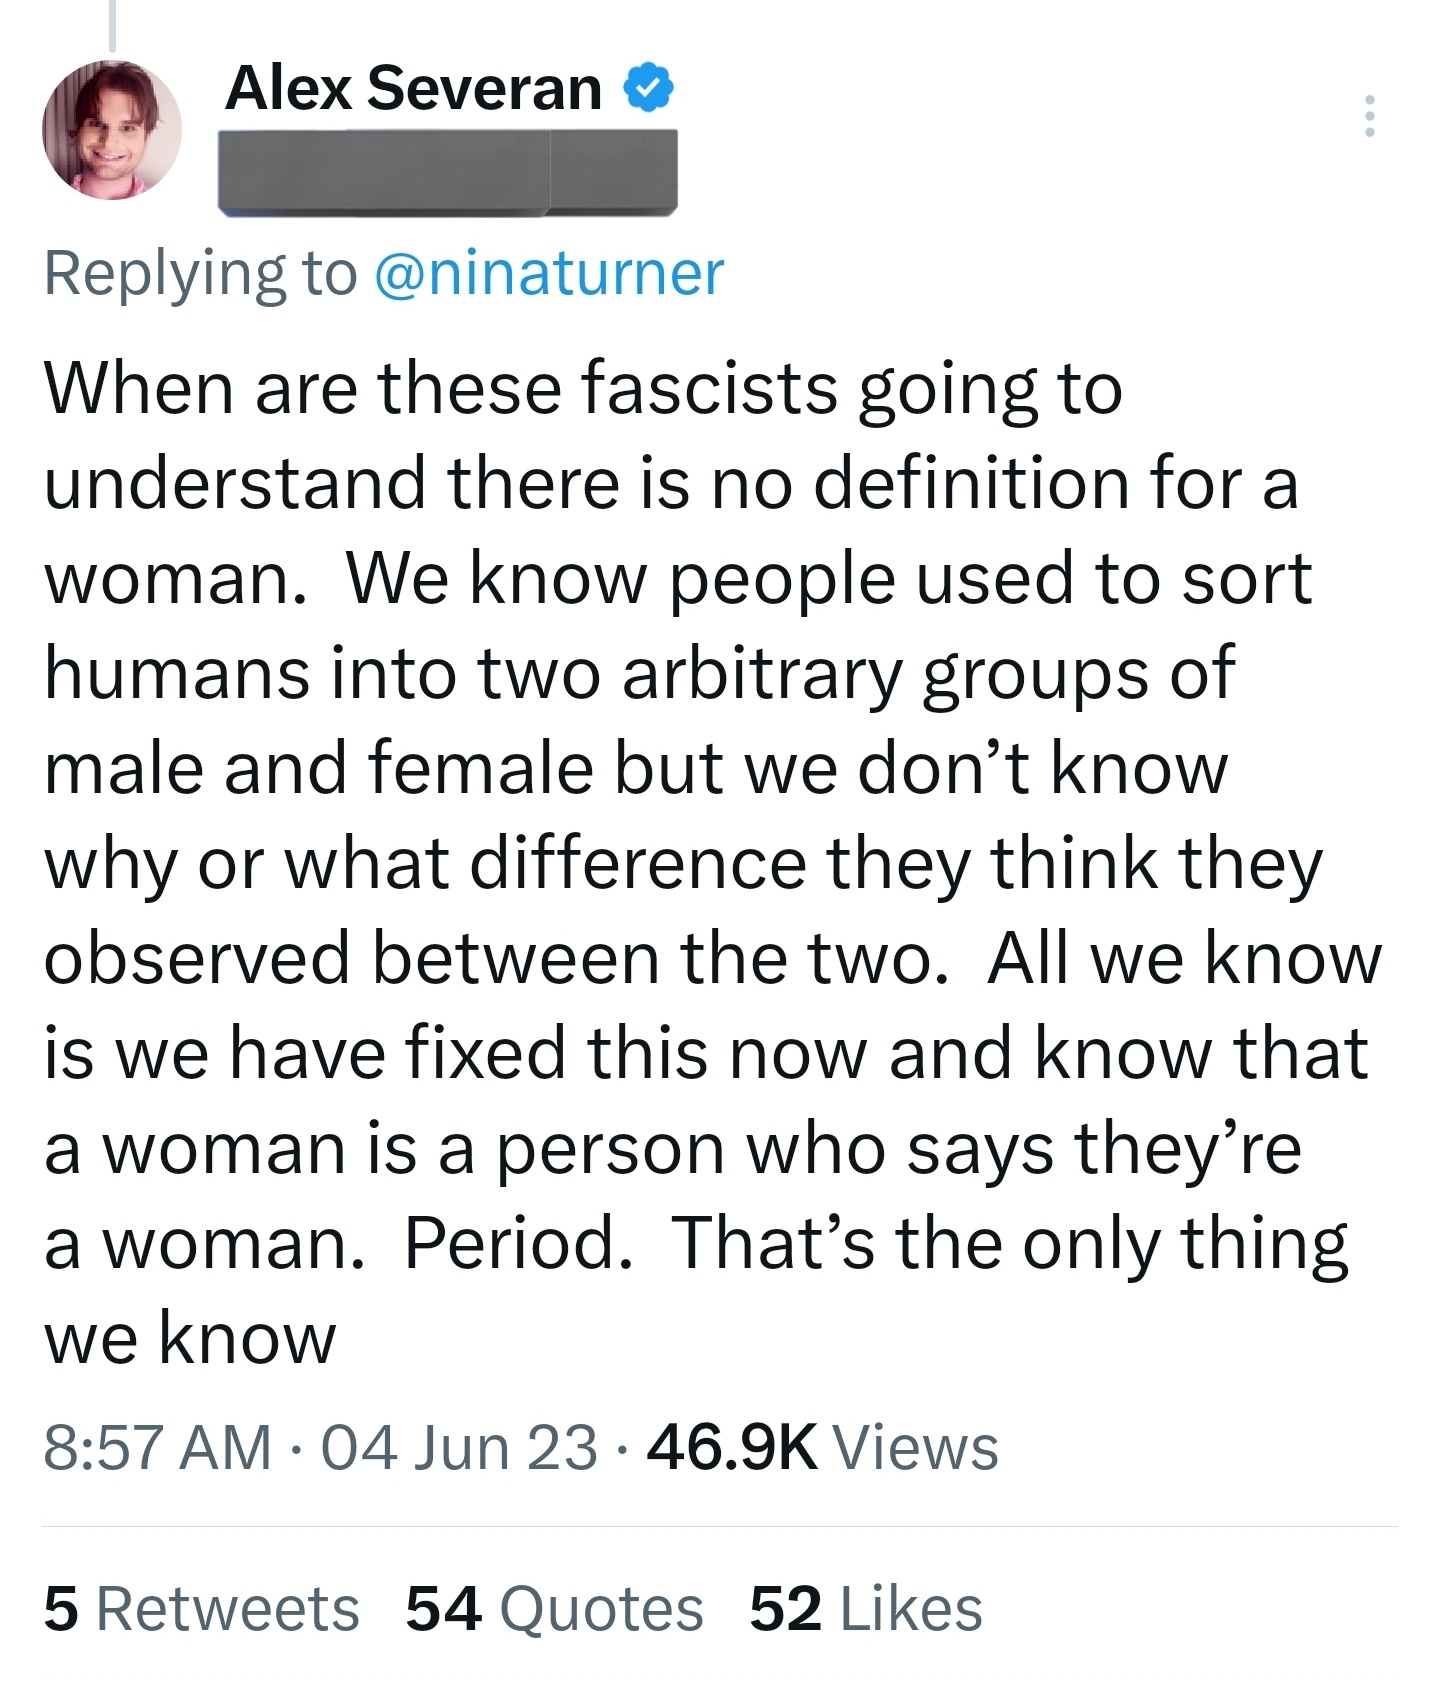 Alex Severan
Replying to @ninaturner
When are these fascists going to
understand there is no definition for a
woman.  We know people used to sort
humans into two arbitrary groups of
male and female but we don’t know
why or what difference they think they
observed between the two.  All we know
is we have fixed this now and know that
a woman is a person who says they’re
a woman.  Period.  That’s the only thing
we know
8:57 AM · 04 Jun 23 · 46.9K Views
5 Retweets 54 Quotes 52 Likes